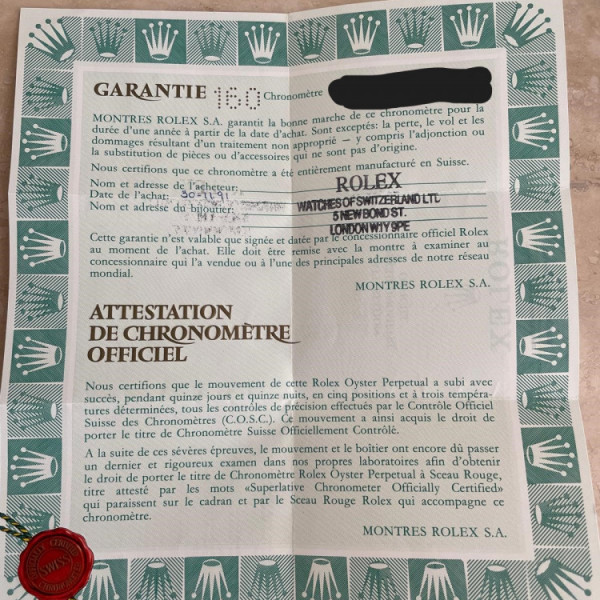 GARANTIE 160 Chronomètre
MONTRES ROLEX S.A. garantit la bonne marche de ce chronomètre pour la
durée d'une année à partir de la date d'achat. Sont exceptés: la perte, le vol et les
dommages résultant d'un traitement non approprié – y compris l'adjonction ou
la substitution de pièces ou d'accessoires qui ne sont pas d'origine.
Nous certifions que ce chronomètre a été entièrement manufacturé en Suisse.
Nom et adresse de l'acheteur:
Date de l'achat:
Nom et adresse du bijoutier:
ROLEX
WATCHES OF SWITZERLAND LTD
5 NEW BOND ST.
LONDON W1Y 9PE
Cette garantie n'est valable que signée et datée par le concessionnaire officiel Rolex
au moment de l'achat. Elle doit être remise avec la montre à examiner au
concessionnaire qui l'a vendue ou à l'une des principales adresses de notre réseau
mondial.
MONTRES ROLEX S.A.
ATTESTATION
DE CHRONOMÈTRE
OFFICIEL
Nous certifions que le mouvement de cette Rolex Oyster Perpetual a subi avec
succès, pendant quinze jours et quinze nuits, en cinq positions et à trois tempéra-
tures déterminées, tous les contrôles de précision effectués par le Contrôle Officiel
Suisse des Chronomètres (C.O.S.C.). Ce mouvement a ainsi acquis le droit de
porter le titre de Chronomètre Suisse Officiellement Contrôlé.
A la suite de ces sévères épreuves, le mouvement et le boîtier ont encore dû passer
un dernier et rigoureux examen dans nos propres laboratoires afin d'obtenir
le droit de porter le titre de Chronomètre Rolex Oyster Perpetual à Sceau Rouge,
titre attesté par les mots «Superlative Chronometer Officially Certified»
qui paraissent sur le cadran et par le Sceau Rouge Rolex qui accompagne ce
chronomètre.
MONTRES ROLEX S.A.
SWISS